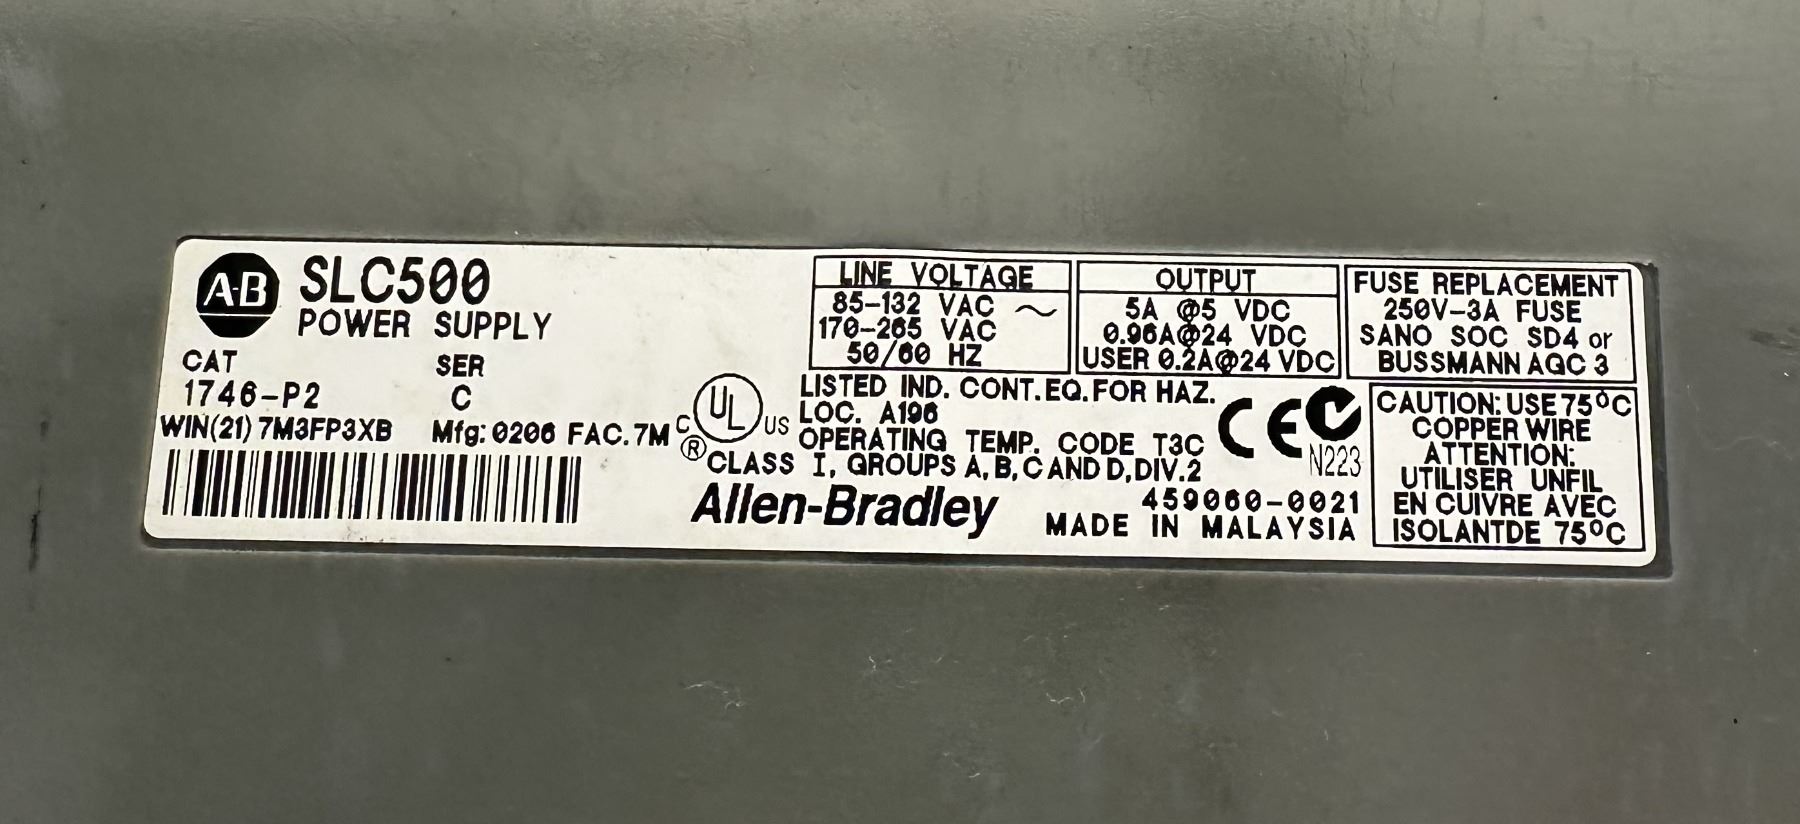 A-B SLC500
POWER SUPPLY
CAT SER
1746-P2 C
WIN(21) 7M3FP3XB Mfg: 0206 FAC. 7M
LINE VOLTAGE
85-132 VAC ~
170-265 VAC
50/60 HZ
OUTPUT
5A @5 VDC
0.96A@24 VDC
USER 0.2A@24 VDC
FUSE REPLACEMENT
250V-3A FUSE
SANO SOC SD4 or
BUSSMANN AGC 3
C UL US ®
LISTED IND. CONT. EQ. FOR HAZ.
LOC. A196
OPERATING TEMP. CODE T3C
CLASS I, GROUPS A, B, C AND D, DIV. 2
CE N223
Allen-Bradley
459060-0021
MADE IN MALAYSIA
CAUTION: USE 75°C
COPPER WIRE
ATTENTION:
UTILISER UNFIL
EN CUIVRE AVEC
ISOLANTDE 75°C